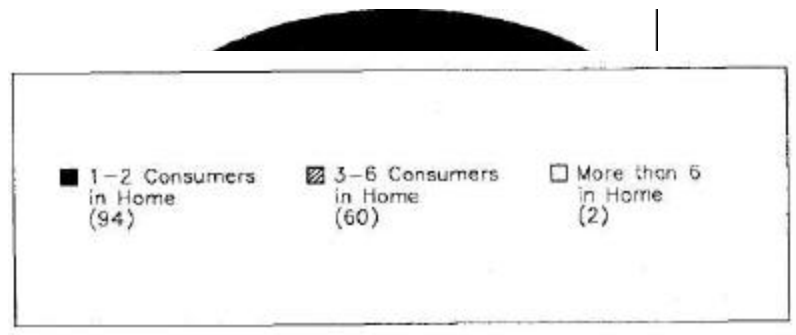 1-2 Consumers
in Home
(94)
3-6 Consumers
in Home
(60)
More than 6
in Home
(2)